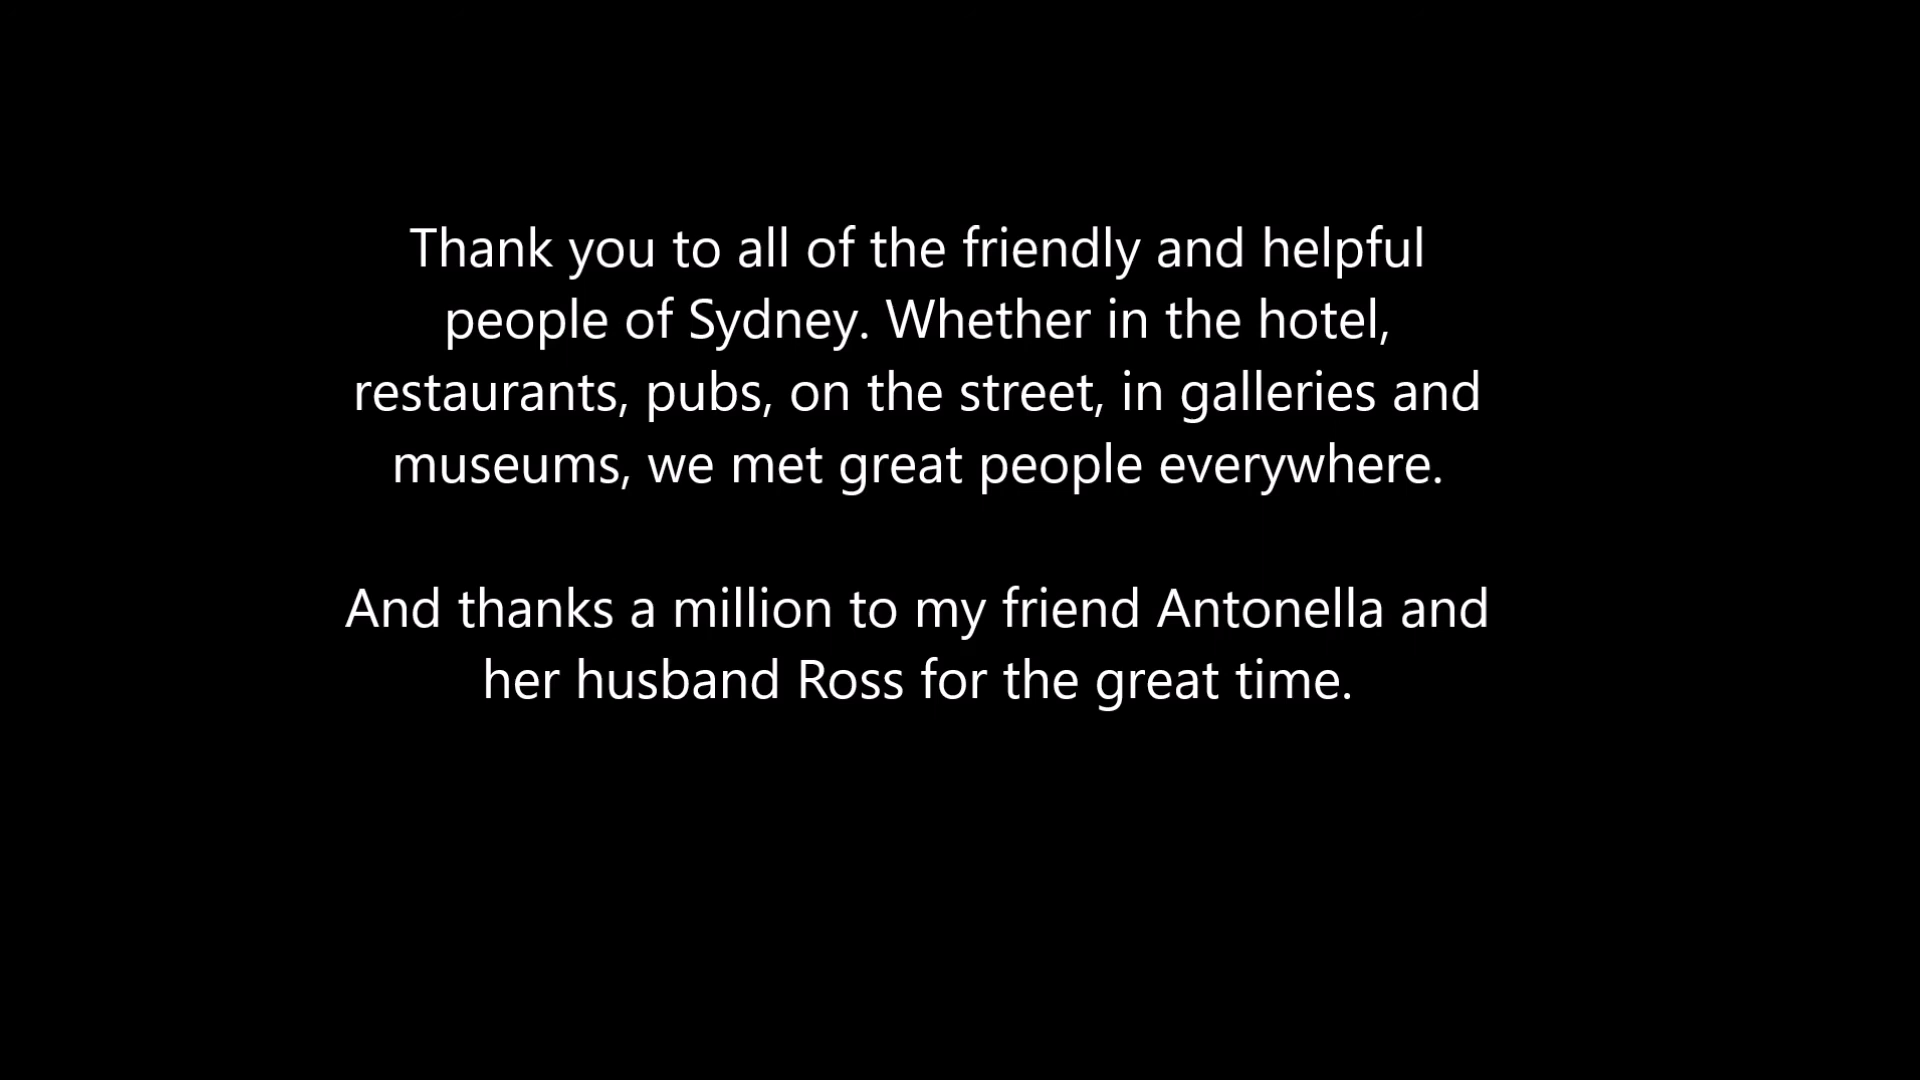 Thank you to all of the friendly and helpful
people of Sydney. Whether in the hotel,
restaurants, pubs, on the street, in galleries and
museums, we met great people everywhere.
And thanks a million to my friend Antonella and
her husband Ross for the great time.